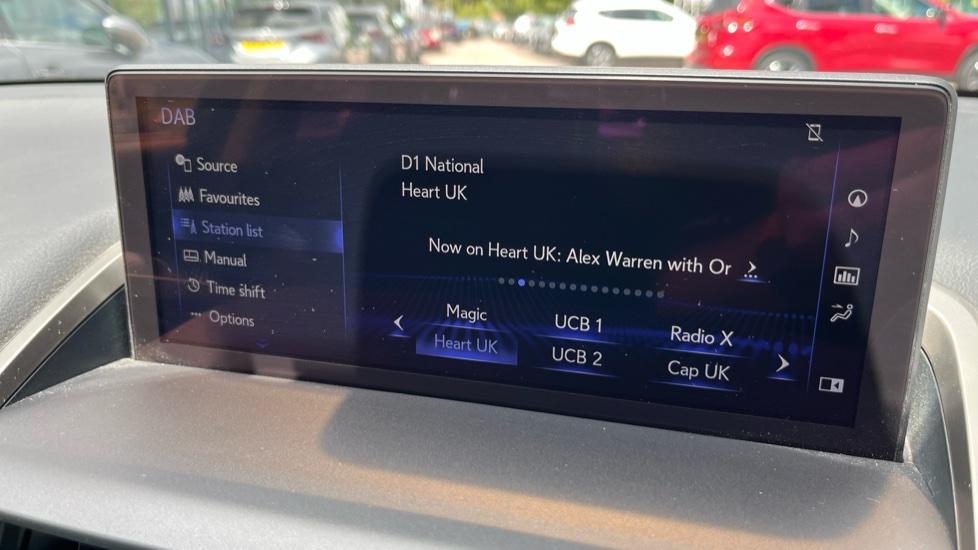 DAB
Source
Favourites
Station list
Manual
Time shift
Options
D1 National
Heart UK
Now on Heart UK: Alex Warren with Or
Magic
UCB 1
Radio X
Heart UK
UCB 2
Cap UK